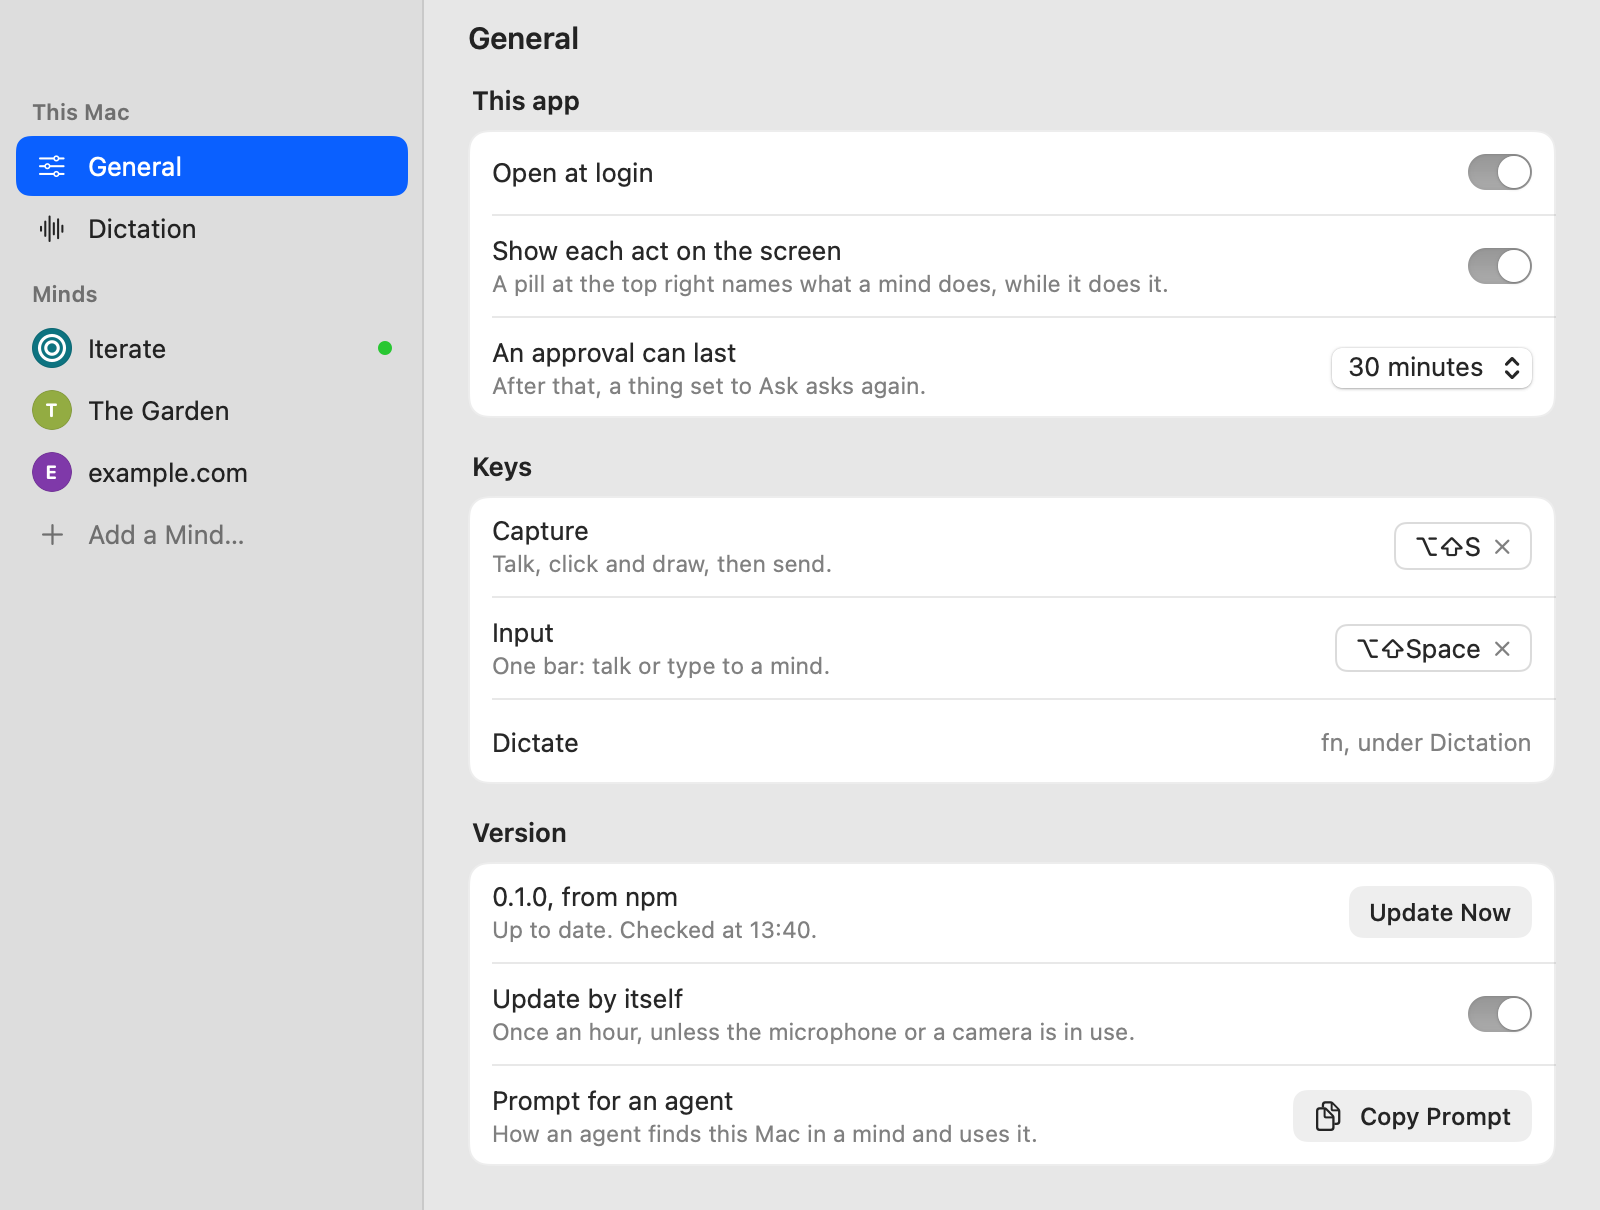 This Mac
General
Dictation
Minds
Iterate
T
The Garden
E
example.com
Add a Mind...
General
This app
Open at login
Show each act on the screen
A pill at the top right names what a mind does, while it does it.
An approval can last
After that, a thing set to Ask asks again.
30 minutes
Keys
Capture
Talk, click and draw, then send.
⌥⇧S
Input
One bar: talk or type to a mind.
⌥⇧Space
Dictate
fn, under Dictation
Version
0.1.0, from npm
Up to date. Checked at 13:40.
Update Now
Update by itself
Once an hour, unless the microphone or a camera is in use.
Prompt for an agent
How an agent finds this Mac in a mind and uses it.
Copy Prompt